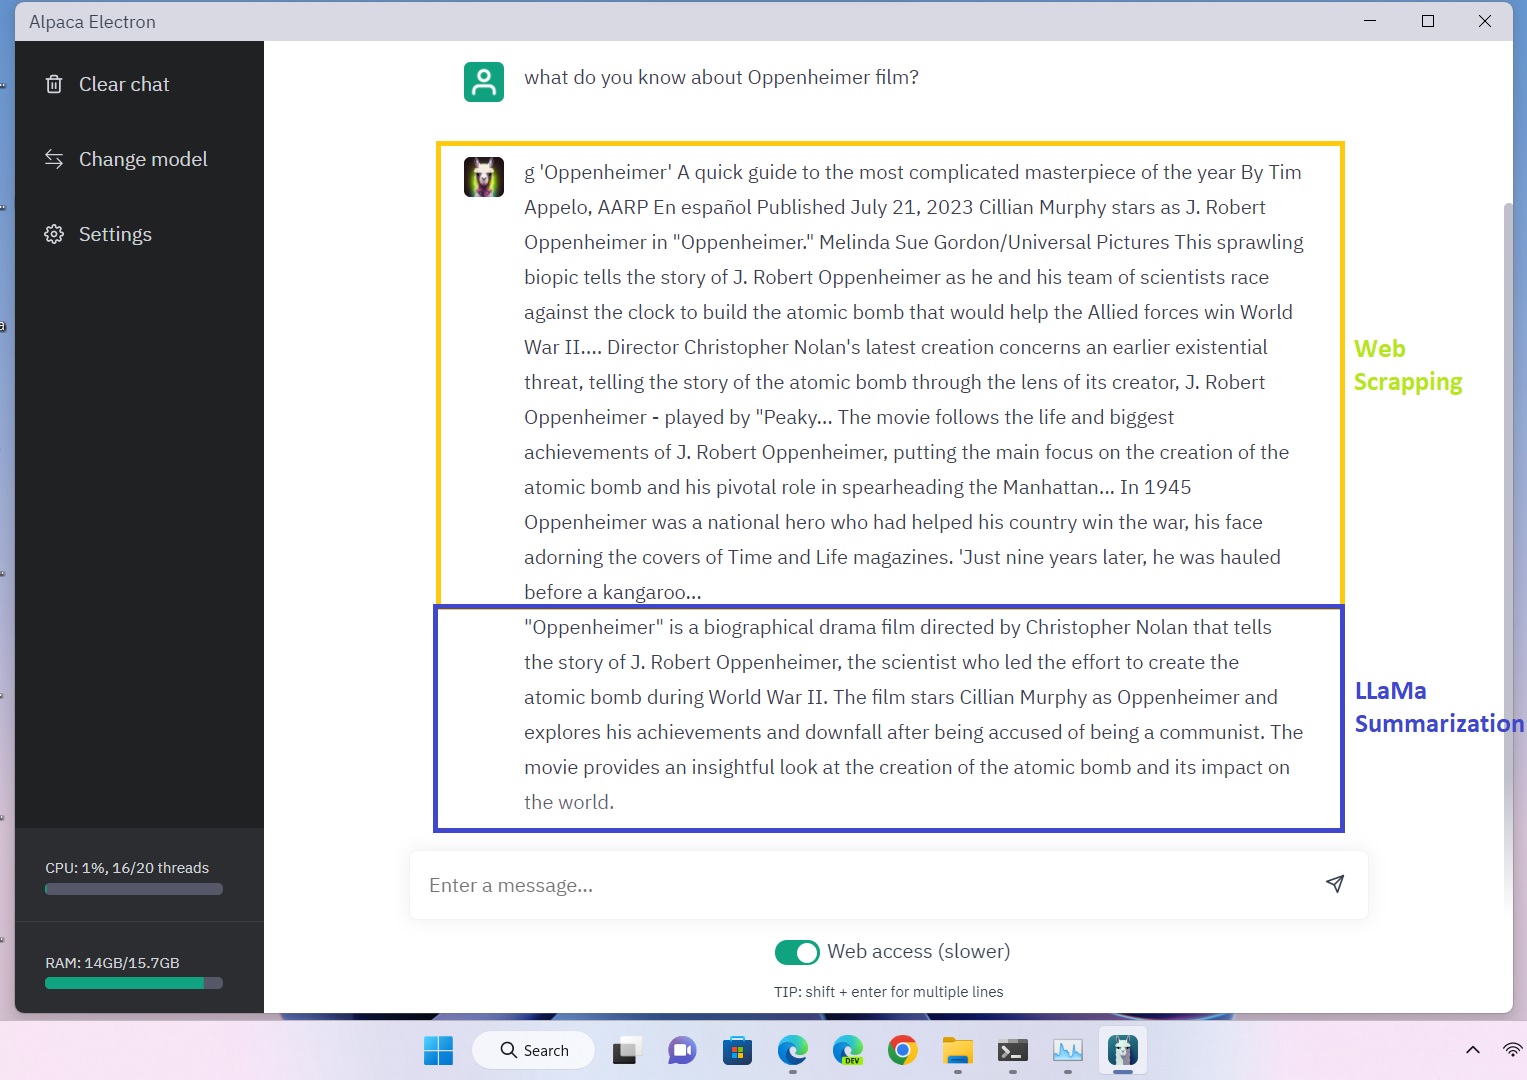 Alpaca Electron
Clear chat
Change model
Settings
what do you know about Oppenheimer film?
g 'Oppenheimer' A quick guide to the most complicated masterpiece of the year By Tim
Appelo, AARP En español Published July 21, 2023 Cillian Murphy stars as J. Robert
Oppenheimer in "Oppenheimer." Melinda Sue Gordon/Universal Pictures This sprawling
biopic tells the story of J. Robert Oppenheimer as he and his team of scientists race
against the clock to build the atomic bomb that would help the Allied forces win World
War II.... Director Christopher Nolan's latest creation concerns an earlier existential
threat, telling the story of the atomic bomb through the lens of its creator, J. Robert
Oppenheimer - played by "Peaky... The movie follows the life and biggest
achievements of J. Robert Oppenheimer, putting the main focus on the creation of the
atomic bomb and his pivotal role in spearheading the Manhattan... In 1945
Oppenheimer was a national hero who had helped his country win the war, his face
adorning the covers of Time and Life magazines. 'Just nine years later, he was hauled
before a kangaroo...
Web
Scrapping
"Oppenheimer" is a biographical drama film directed by Christopher Nolan that tells
the story of J. Robert Oppenheimer, the scientist who led the effort to create the
atomic bomb during World War II. The film stars Cillian Murphy as Oppenheimer and
explores his achievements and downfall after being accused of being a communist. The
movie provides an insightful look at the creation of the atomic bomb and its impact on
the world.
LLaMa
Summarization
CPU: 1%, 16/20 threads
RAM: 14GB/15.7GB
Enter a message...
Web access (slower)
TIP: shift + enter for multiple lines
Search
DEV